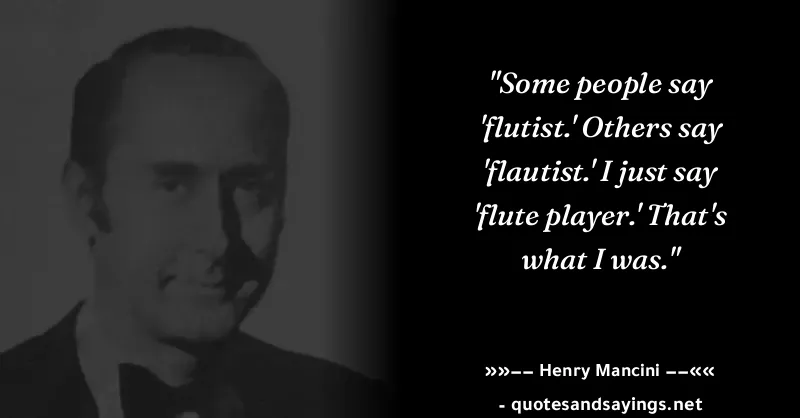 "Some people say
'flutist.' Others say
'flautist.' I just say
'flute player.' That's
what I was."
»»−− Henry Mancini −−««
- quotesandsayings.net